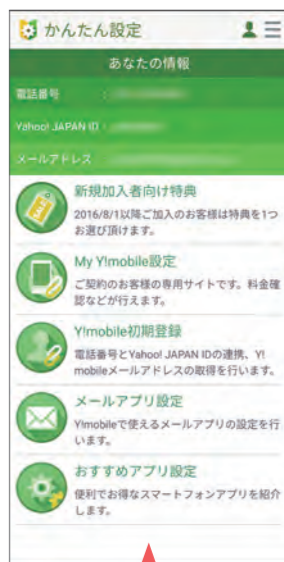 かんたん設定
あなたの情報
電話番号 :
Yahoo! JAPAN ID :
メールアドレス
新規加入者向け特典
2016/8/1以降ご加入のお客様は特典を1つ
お選び頂けます。
My Y!mobile設定
ご契約のお客様の専用サイトです。料金確
認などが行えます。
Y!mobile初期登録
電話番号とYahoo! JAPAN IDの連携、Y!
mobileメールアドレスの取得を行います。
メールアプリ設定
Y!mobileで使えるメールアプリの設定を行
います。
おすすめアプリ設定
便利でお得なスマートフォンアプリを紹介
します。